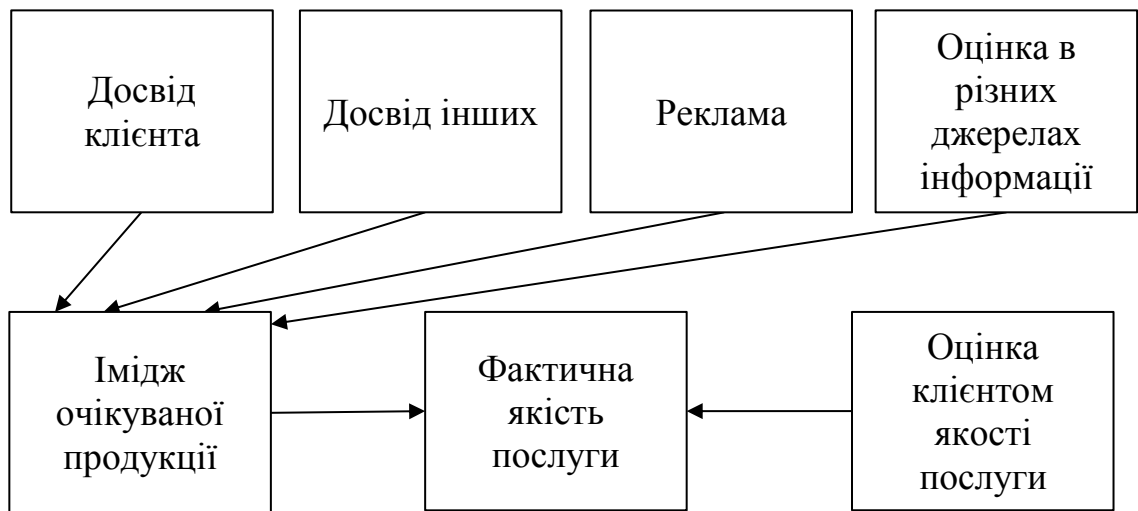 Досвід
клієнта
Досвід інших
Реклама
Оцінка в
різних
джерелах
інформації
Імідж
очікуваної
продукції
Фактична
якість
послуги
Оцінка
клієнтом
якості
послуги